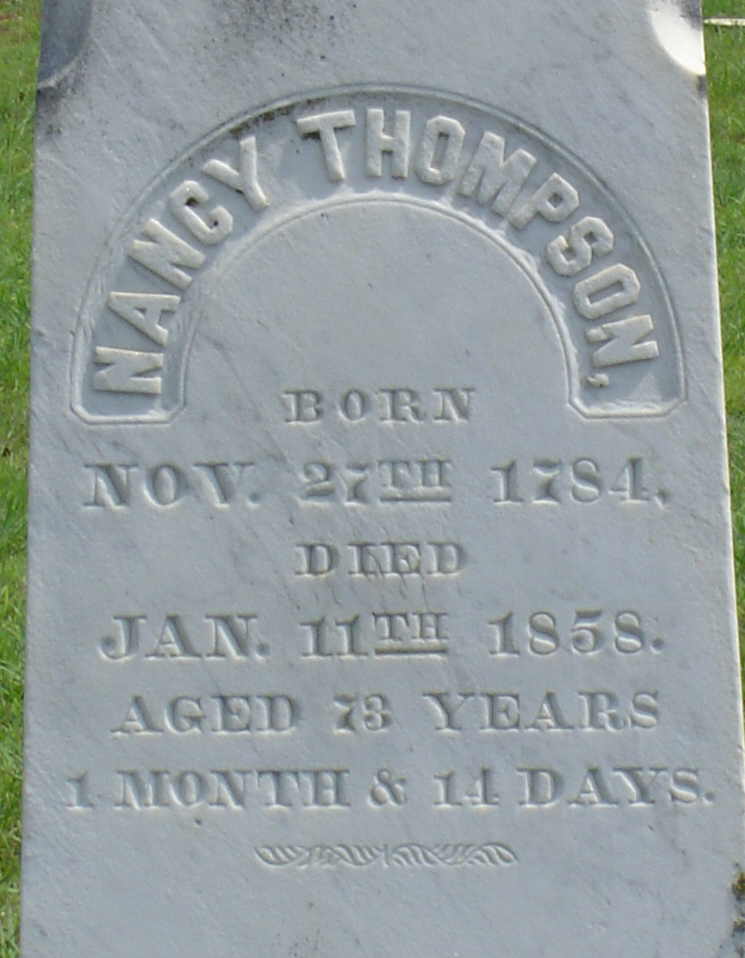 NANCY THOMPSON,
BORN
NOV. 27TH 1784,
DIED
JAN. 11TH 1858.
AGED 73 YEARS
1 MONTH & 14 DAYS.